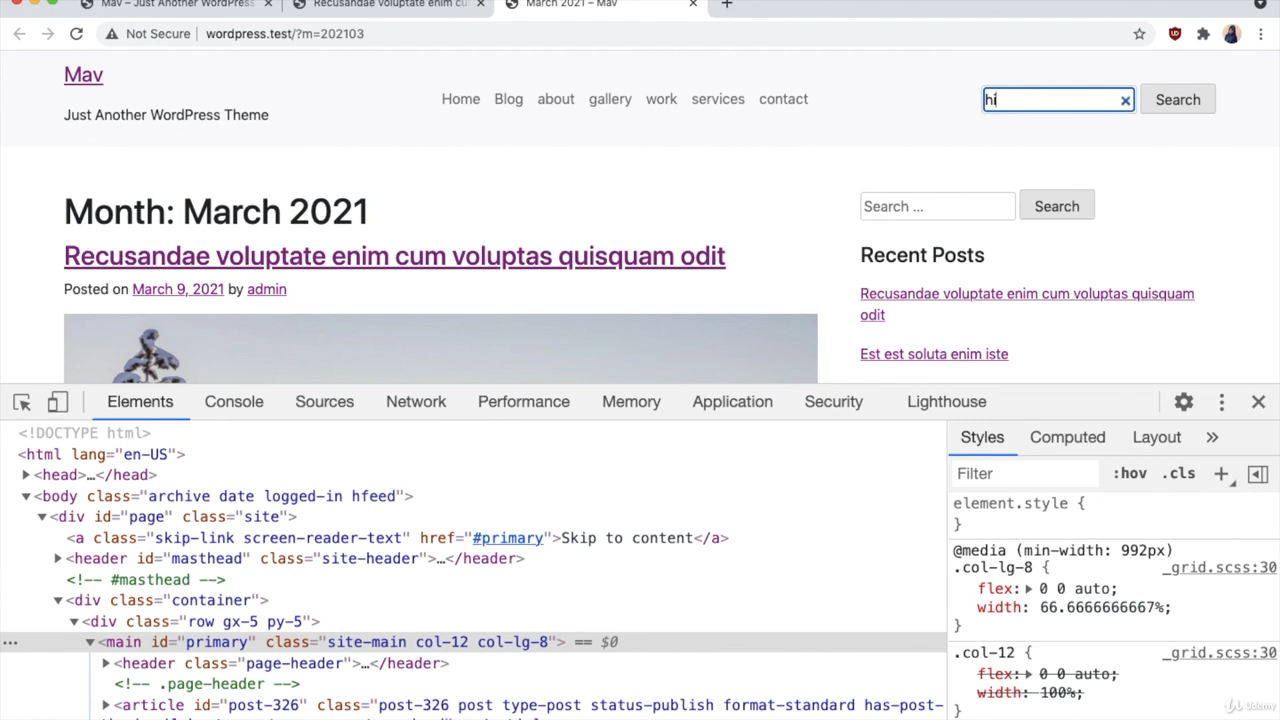 Mav – Just Another WordPress
Recusandae voluptate enim cu
March 2021 – Mav
Not Secure
wordpress.test/?m=202103
Mav
Just Another WordPress Theme
Home Blog about gallery work services contact
hi
Search
Month: March 2021
Recusandae voluptate enim cum voluptas quisquam odit
Posted on March 9, 2021 by admin
Search ...
Search
Recent Posts
Recusandae voluptate enim cum voluptas quisquam
odit
Est est soluta enim iste
Elements Console Sources Network Performance Memory Application Security Lighthouse
<!DOCTYPE html>
<html lang="en-US">
<head>…</head>
<body class="archive date logged-in hfeed">
<div id="page" class="site">
<a class="skip-link screen-reader-text" href="#primary">Skip to content</a>
<header id="masthead" class="site-header">…</header>
<!-- #masthead -->
<div class="container">
<div class="row gx-5 py-5">
<main id="primary" class="site-main col-12 col-lg-8"> == $0
<header class="page-header">…</header>
<!-- .page-header -->
<article id="post-326" class="post-326 post type-post status-publish format-standard has-post-
Styles Computed Layout
Filter
:hov .cls
element.style {
}
@media (min-width: 992px)
.col-lg-8 {
_grid.scss:30
flex: 0 0 auto;
width: 66.6666666667%;
}
.col-12 {
_grid.scss:30
flex: 0 0 auto;
width: 100%;
}
Udemy